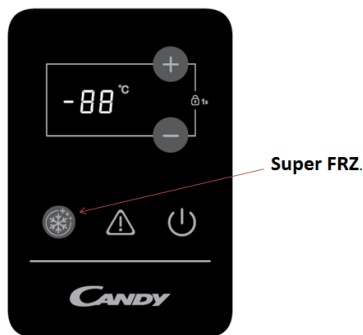 -88 °C
+
1s
-
Super FRZ.
CANDY